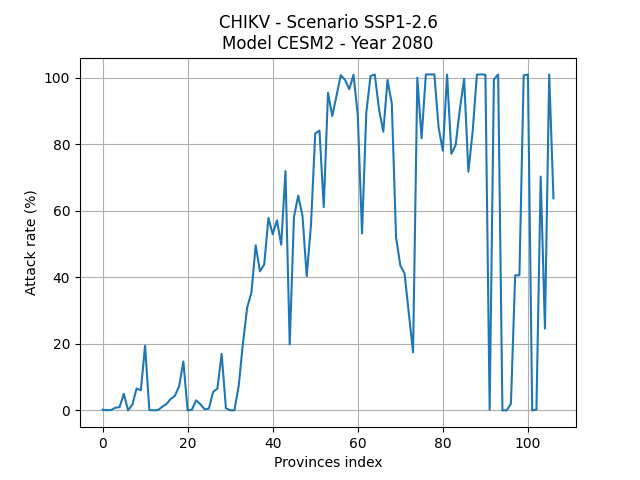 CHIKV - Scenario SSP1-2.6
Model CESM2 - Year 2080
Attack rate (%)
100
80
60
40
20
0
0 20 40 60 80 100
Provinces index